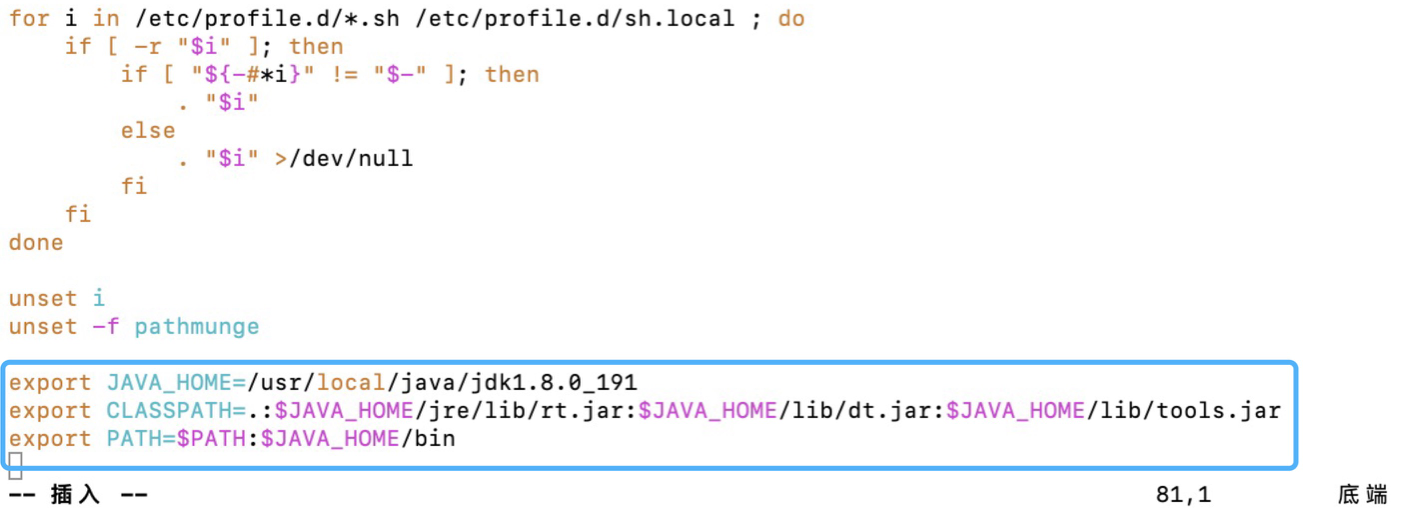 for i in /etc/profile.d/*.sh /etc/profile.d/sh.local ; do
    if [ -r "$i" ]; then
        if [ "${-#*i}" != "$-" ]; then
            . "$i"
        else
            . "$i" >/dev/null
        fi
    fi
done

unset i
unset -f pathmunge

export JAVA_HOME=/usr/local/java/jdk1.8.0_191
export CLASSPATH=.:$JAVA_HOME/jre/lib/rt.jar:$JAVA_HOME/lib/dt.jar:$JAVA_HOME/lib/tools.jar
export PATH=$PATH:$JAVA_HOME/bin
-- 插入 -- 81,1 底端